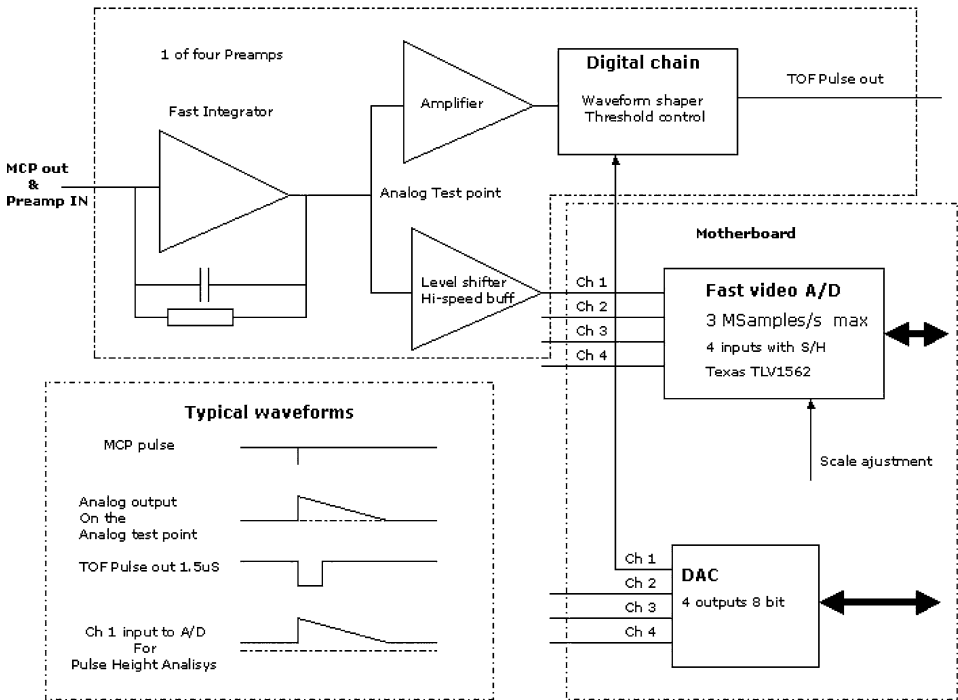 1 of four Preamps
Fast Integrator
MCP out
&
Preamp IN
Amplifier
Digital chain
Waveform shaper
Threshold control
TOF Pulse out
Analog Test point
Level shifter
Hi-speed buff
Motherboard
Ch 1
Ch 2
Ch 3
Ch 4
Fast video A/D
3 MSamples/s max
4 inputs with S/H
Texas TLV1562
Scale ajustment
Typical waveforms
MCP pulse
Analog output
On the
Analog test point
TOF Pulse out 1.5uS
Ch 1 input to A/D
For
Pulse Height Analisys
Ch 1
Ch 2
Ch 3
Ch 4
DAC
4 outputs 8 bit